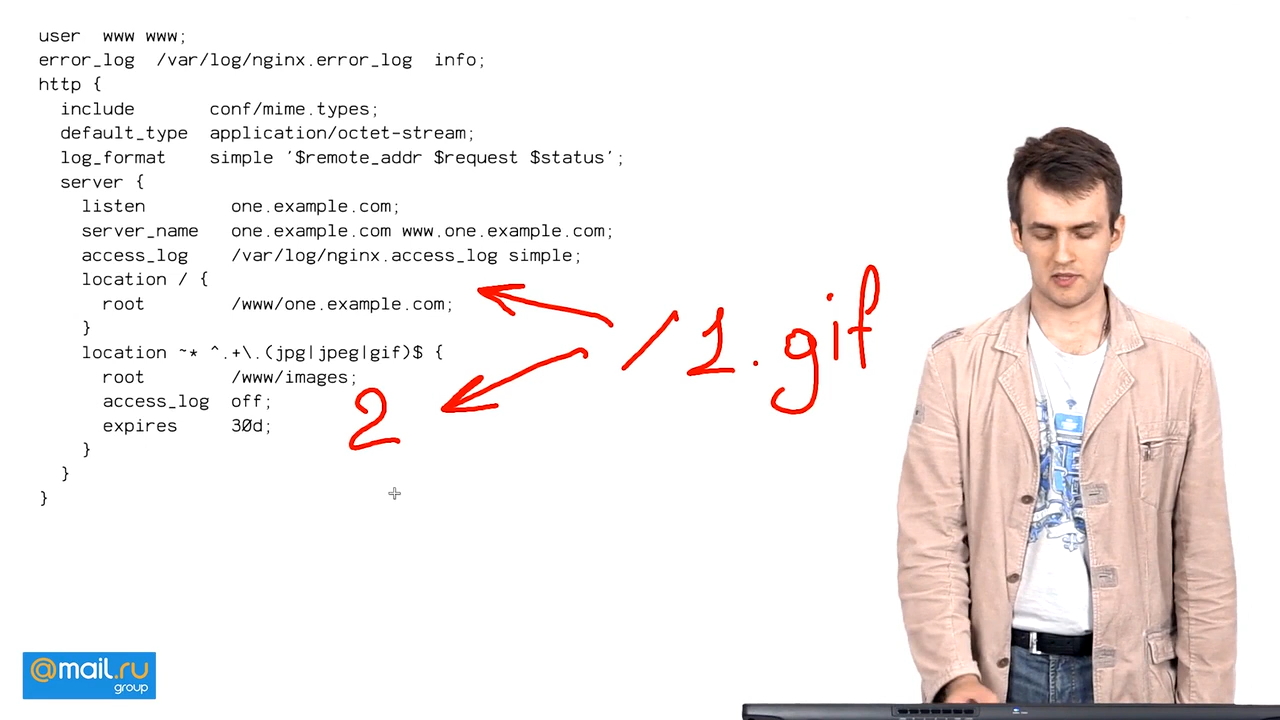 user  www www;
error_log  /var/log/nginx.error_log  info;
http {
  include       conf/mime.types;
  default_type  application/octet-stream;
  log_format    simple '$remote_addr $request $status';
  server {
    listen        one.example.com;
    server_name   one.example.com www.one.example.com;
    access_log    /var/log/nginx.access_log simple;
    location / {
      root        /www/one.example.com;
    }
    location ~* ^.+\.(jpg|jpeg|gif)$ {
      root        /www/images;
      access_log  off;
      expires     30d;
    }
  }
}
/1.gif
2
@mail.ru
group